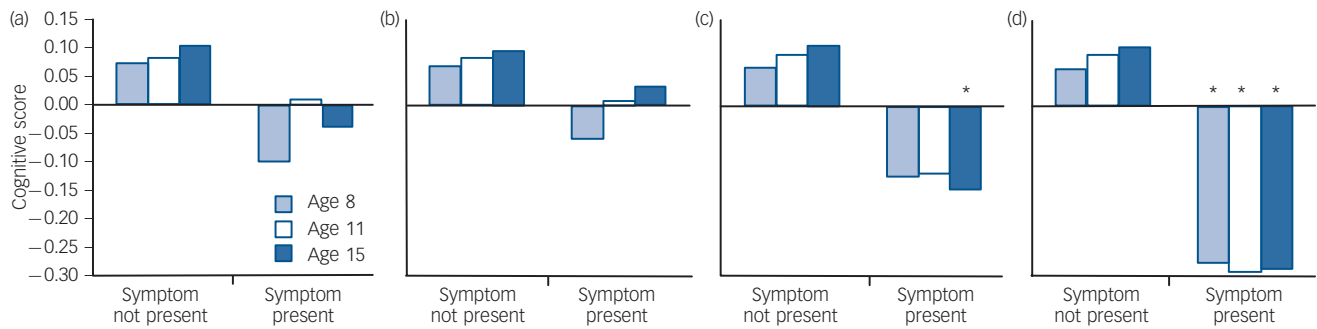 (a)
(b)
(c)
(d)
Cognitive score
0.15
0.10
0.05
0.00
−0.05
−0.10
−0.15
−0.20
−0.25
−0.30
Age 8
Age 11
Age 15
*
* * *
Symptom not present
Symptom present
Symptom not present
Symptom present
Symptom not present
Symptom present
Symptom not present
Symptom present